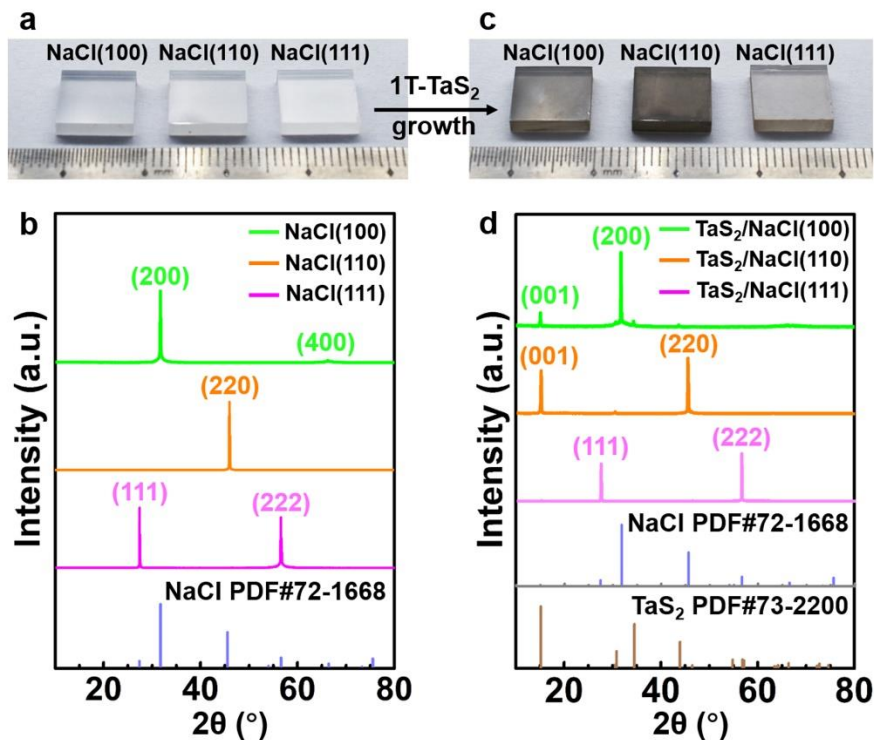 a
NaCl(100) NaCl(110) NaCl(111)
mm
1T-TaS₂
growth
c
NaCl(100) NaCl(110) NaCl(111)
mm
b
Intensity (a.u.)
NaCl(100)
NaCl(110)
NaCl(111)
(200)
(400)
(220)
(111)
(222)
NaCl PDF#72-1668
20 40 60 80
2θ (°)
d
Intensity (a.u.)
TaS₂/NaCl(100)
TaS₂/NaCl(110)
TaS₂/NaCl(111)
(200)
(001)
(001)
(220)
(111)
(222)
NaCl PDF#72-1668
TaS₂ PDF#73-2200
20 40 60 80
2θ (°)